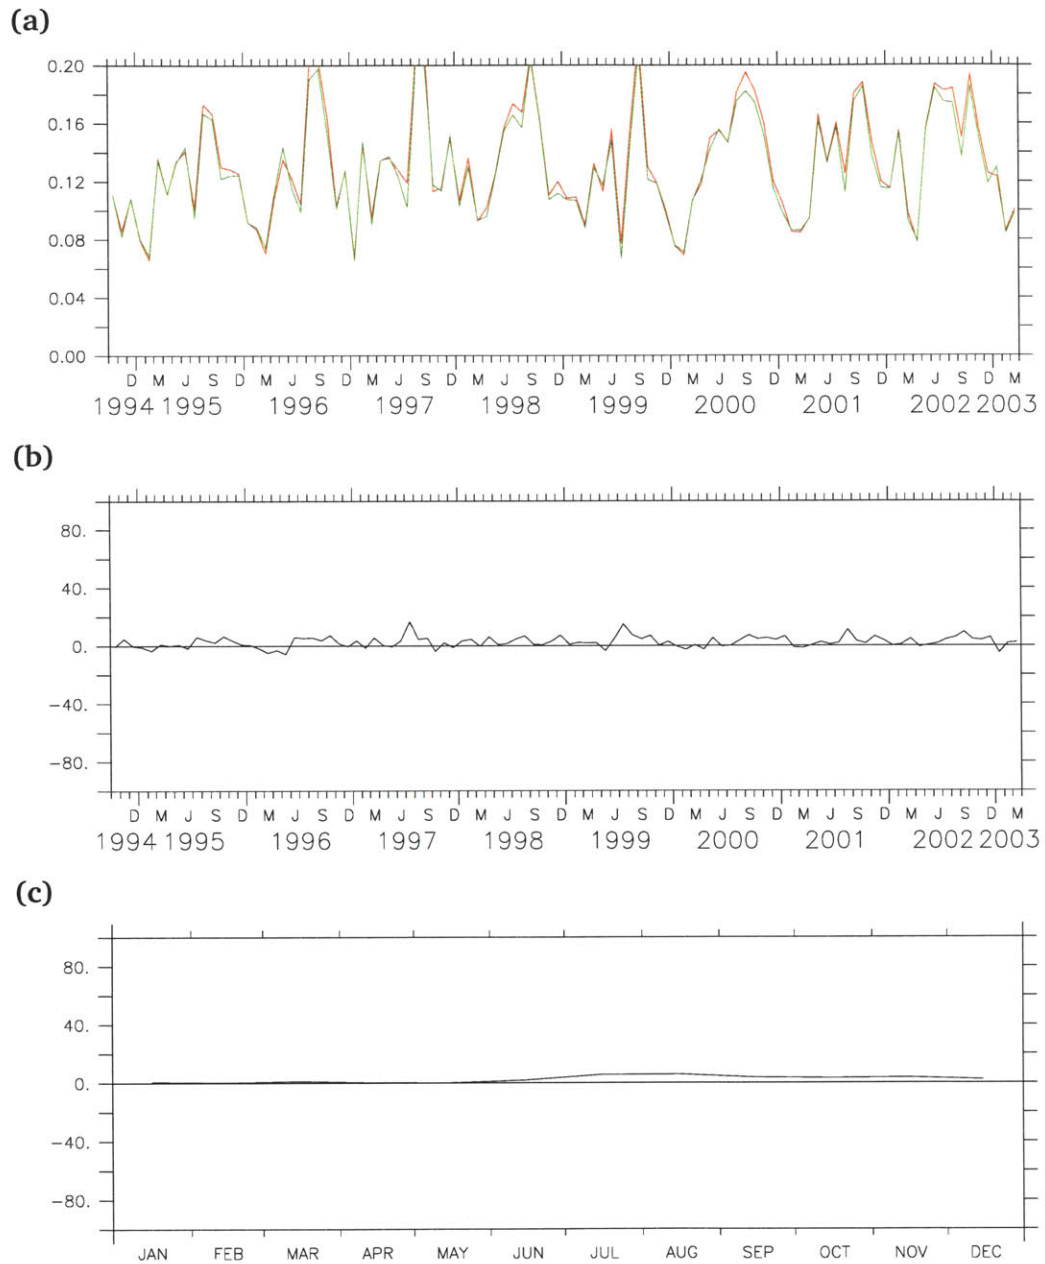 (a)
0.20
0.16
0.12
0.08
0.04
0.00
D M J S D M J S D M J S D M J S D M J S D M J S D M J S D M J S D M
1994 1995 1996 1997 1998 1999 2000 2001 2002 2003
(b)
80.
40.
0.
-40.
-80.
D M J S D M J S D M J S D M J S D M J S D M J S D M J S D M J S D M
1994 1995 1996 1997 1998 1999 2000 2001 2002 2003
(c)
80.
40.
0.
-40.
-80.
JAN FEB MAR APR MAY JUN JUL AUG SEP OCT NOV DEC